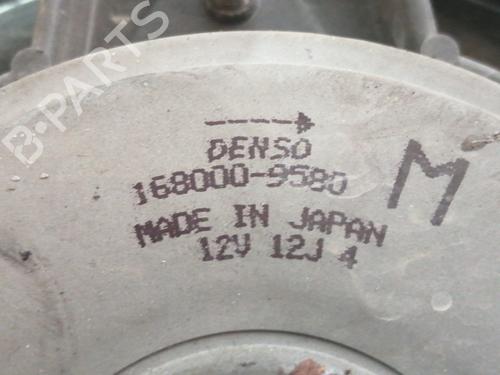 B-PARTS
DENSO
168000-9580
M
MADE IN JAPAN
12V 12J 4